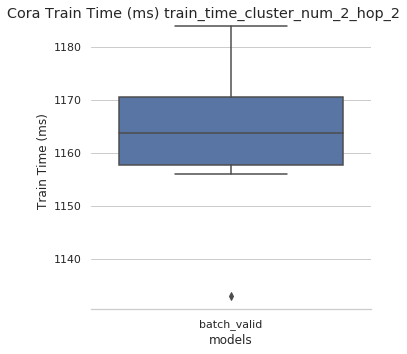 Cora Train Time (ms) train_time_cluster_num_2_hop_2
1180
1170
1160
1150
1140
Train Time (ms)
batch_valid
models